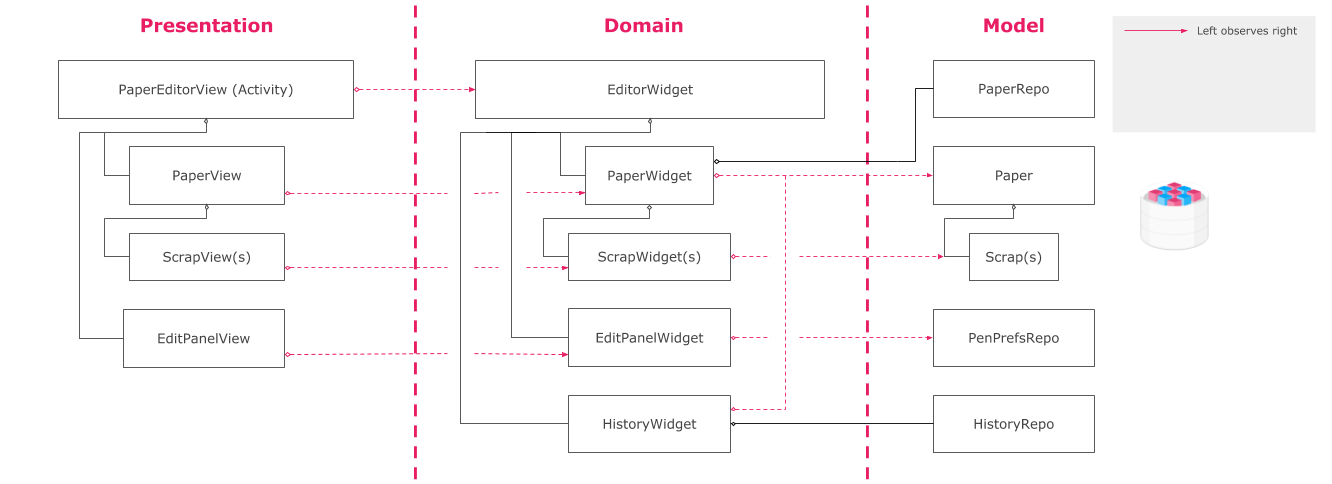 Presentation
Domain
Model
Left observes right
PaperEditorView (Activity)
EditorWidget
PaperRepo
PaperView
PaperWidget
Paper
ScrapView(s)
ScrapWidget(s)
Scrap(s)
EditPanelView
EditPanelWidget
PenPrefsRepo
HistoryWidget
HistoryRepo